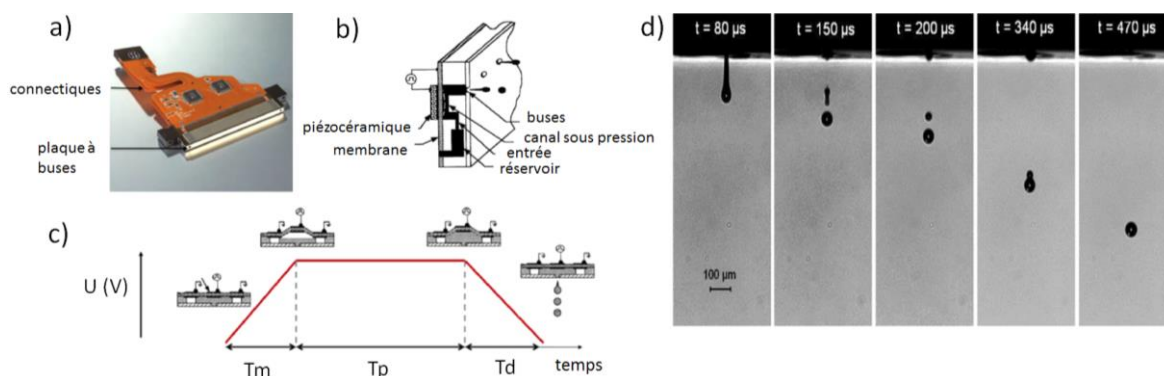 a)
connectiques
plaque à
buses
b)
piézocéramique
membrane
buses
canal sous pression
entrée
réservoir
c)
U (V)
Tm
Tp
Td
temps
d)
t = 80 µs
t = 150 µs
t = 200 µs
t = 340 µs
t = 470 µs
100 µm